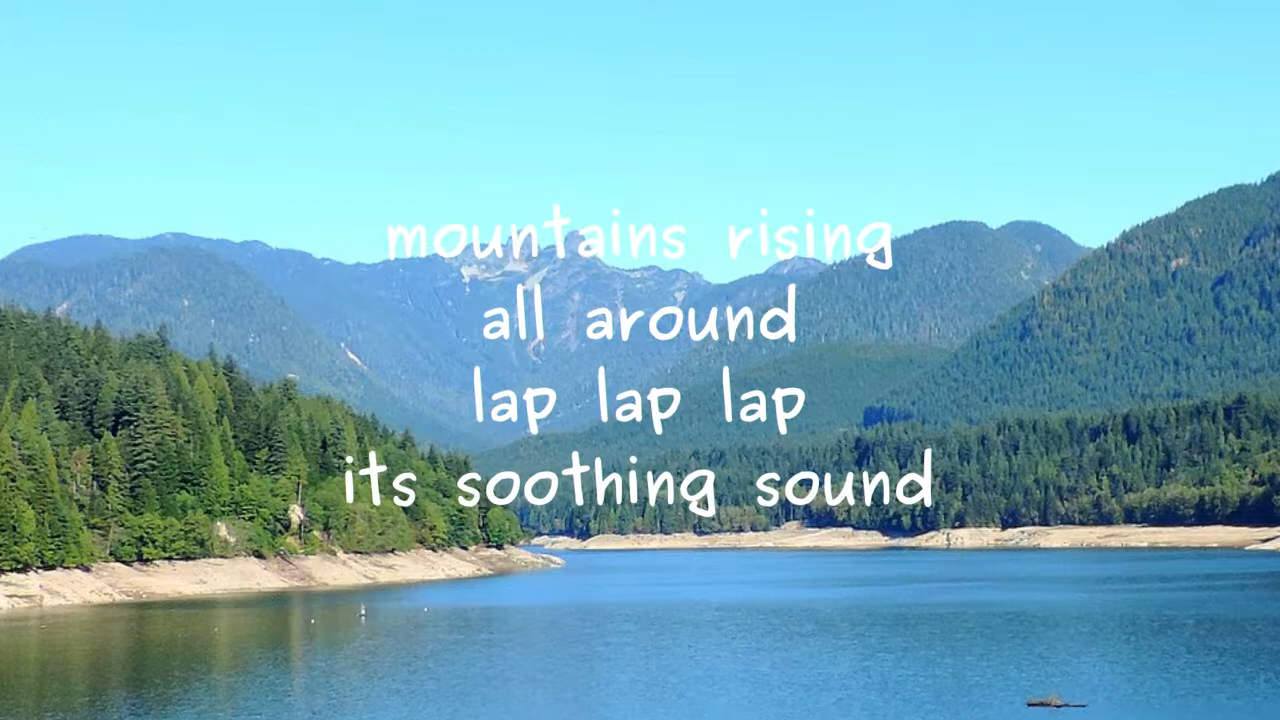 mountains rising
all around
lap lap lap
its soothing sound